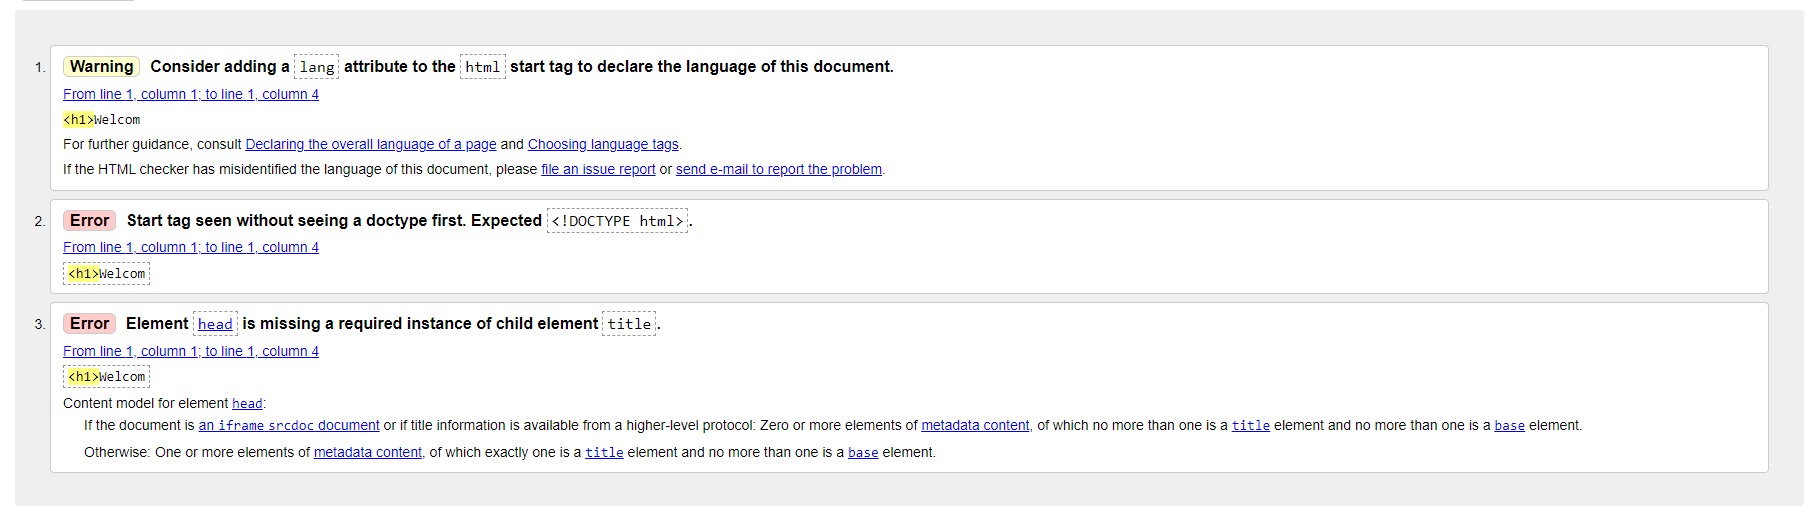 1. Warning Consider adding a lang attribute to the html start tag to declare the language of this document.
From line 1, column 1; to line 1, column 4
<h1>Welcom
For further guidance, consult Declaring the overall language of a page and Choosing language tags.
If the HTML checker has misidentified the language of this document, please file an issue report or send e-mail to report the problem.
2. Error Start tag seen without seeing a doctype first. Expected <!DOCTYPE html>.
From line 1, column 1; to line 1, column 4
<h1>Welcom
3. Error Element head is missing a required instance of child element title.
From line 1, column 1; to line 1, column 4
<h1>Welcom
Content model for element head:
If the document is an iframe srcdoc document or if title information is available from a higher-level protocol: Zero or more elements of metadata content, of which no more than one is a title element and no more than one is a base element.
Otherwise: One or more elements of metadata content, of which exactly one is a title element and no more than one is a base element.